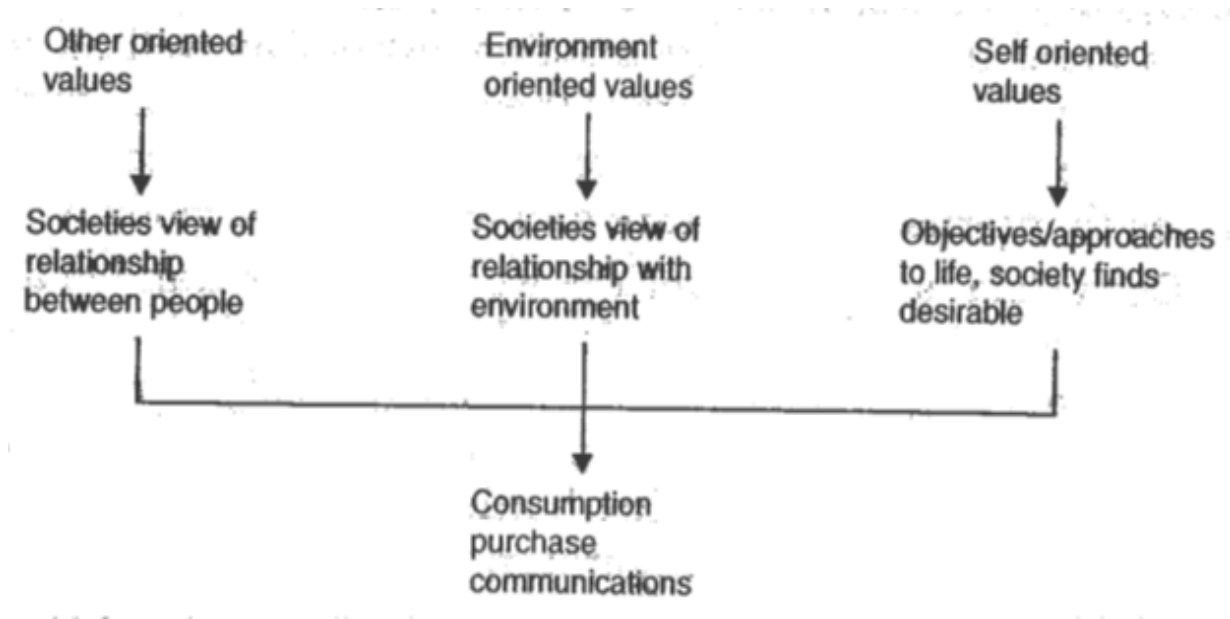 Other oriented
values
Environment
oriented values
Self oriented
values
Societies view of
relationship
between people
Societies view of
relationship with
environment
Objectives/approaches
to life, society finds
desirable
Consumption
purchase
communications